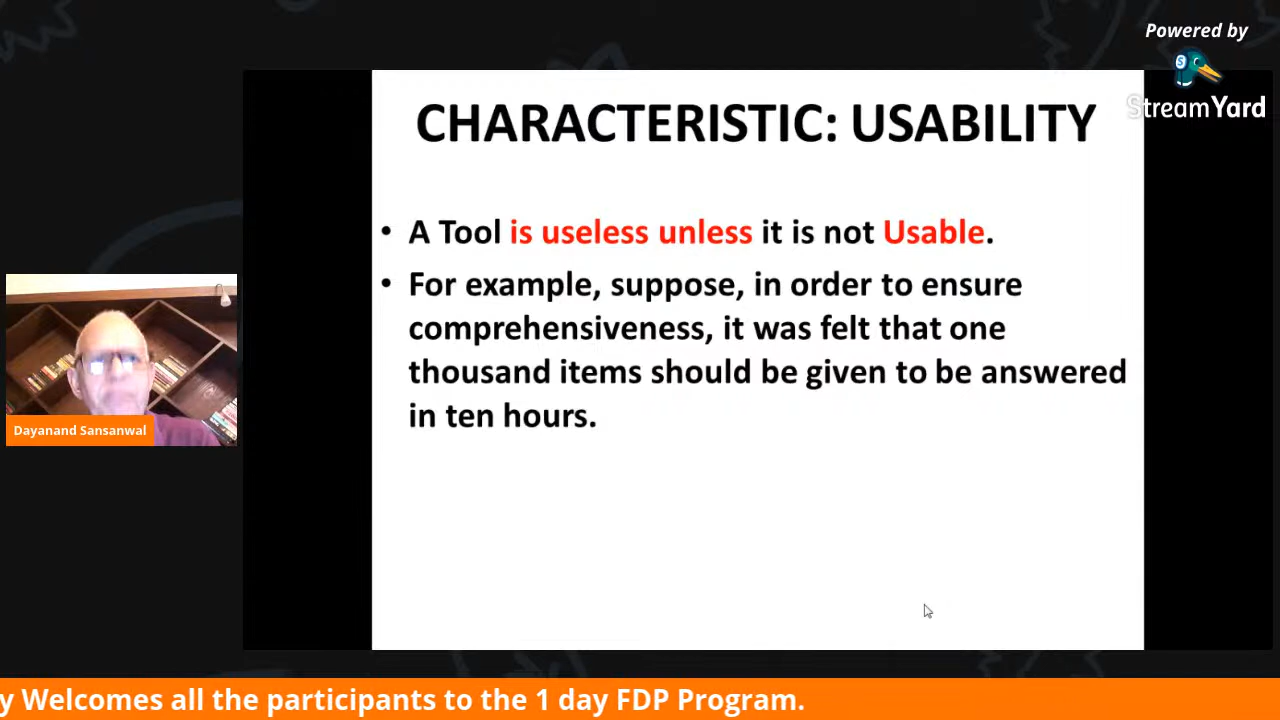 Powered by
StreamYard
CHARACTERISTIC: USABILITY
• A Tool is useless unless it is not Usable.
• For example, suppose, in order to ensure
comprehensiveness, it was felt that one
thousand items should be given to be answered
in ten hours.
Dayanand Sansanwal
y Welcomes all the participants to the 1 day FDP Program.